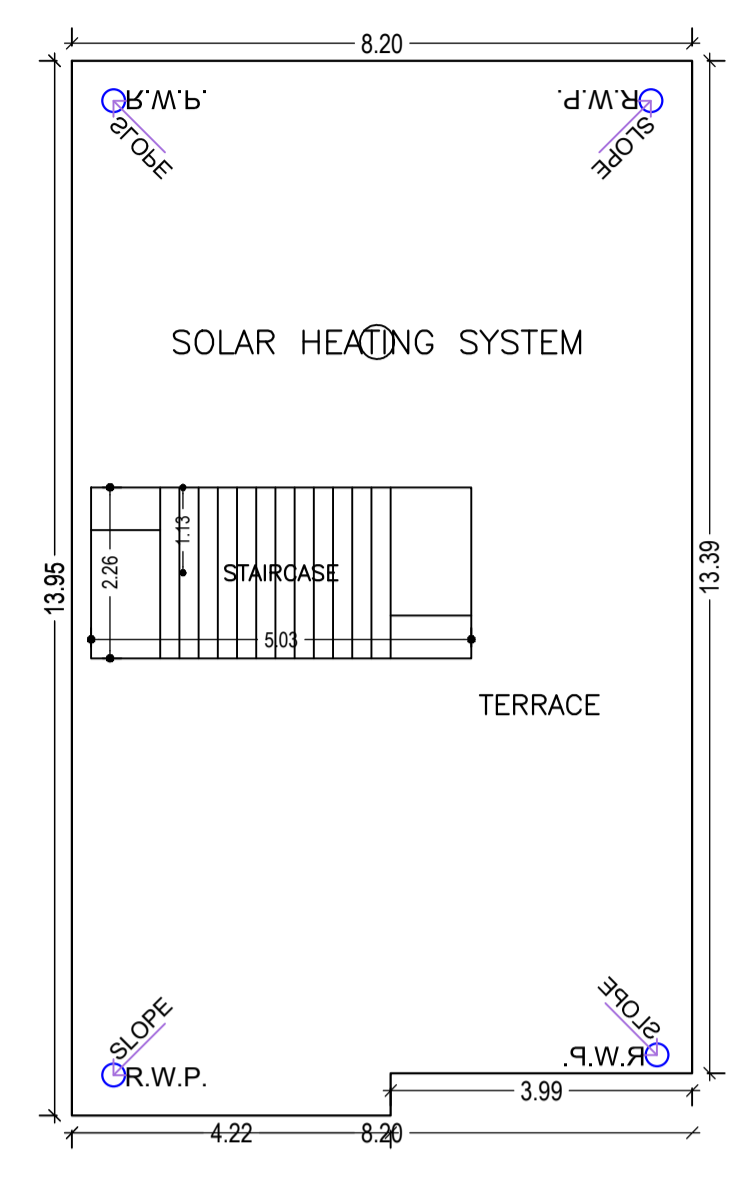 8.20
R.W.P.
R.W.P.
SLOPE
SLOPE
SOLAR HEATING SYSTEM
1.13
2.26
STAIRCASE
13.95
13.39
5.03
TERRACE
SLOPE
SLOPE
R.W.P.
R.W.P.
3.99
4.22
8.20